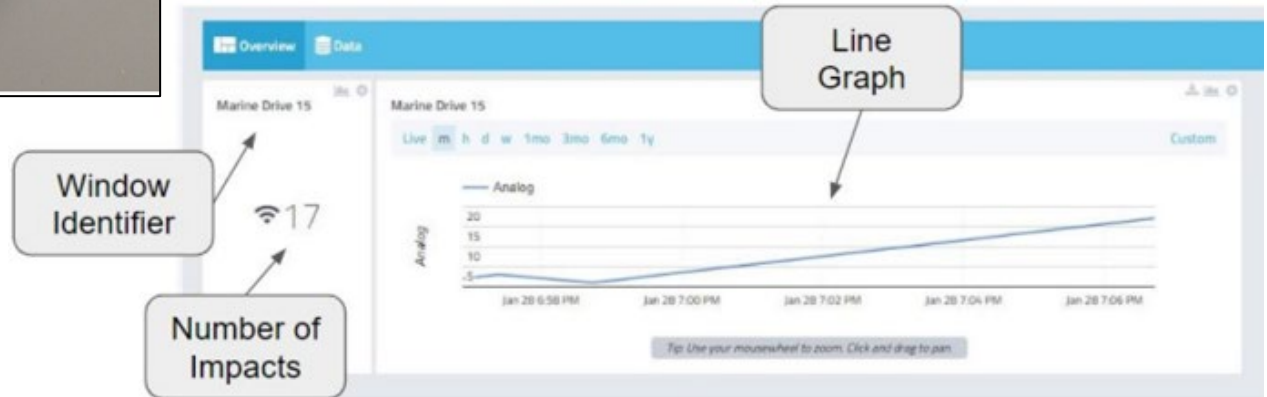 Overview Data
Line
Graph
Marine Drive 15
Marine Drive 15
Live m h d w 1mo 3mo 6mo 1y Custom
Window
Identifier
17
Analog
Analog
20
15
10
5
Jan 28 6:58 PM Jan 28 7:00 PM Jan 28 7:02 PM Jan 28 7:04 PM Jan 28 7:06 PM
Number of
Impacts
Tip: Use your mousewheel to zoom. Click and drag to pan.